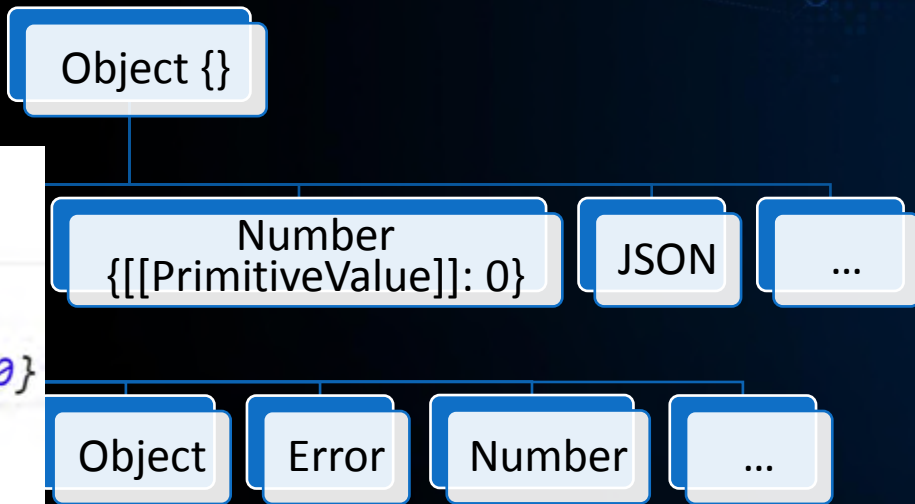 Object {}
Number
{[[PrimitiveValue]]: 0}
JSON
...
0}
Object
Error
Number
...